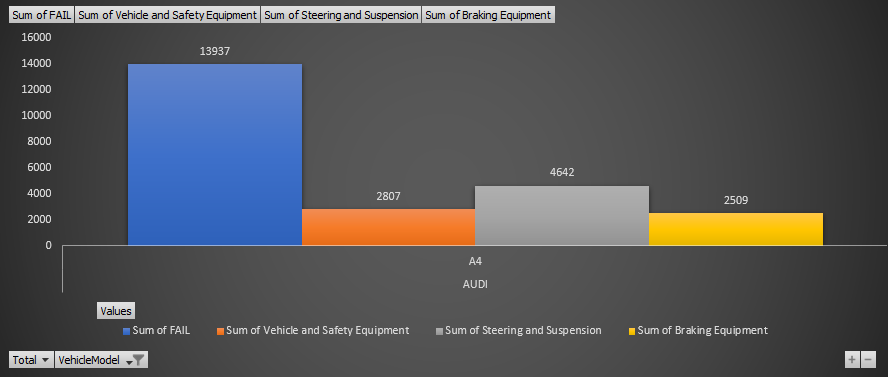 Sum of FAIL Sum of Vehicle and Safety Equipment Sum of Steering and Suspension Sum of Braking Equipment
16000
14000
12000
10000
8000
6000
4000
2000
0
13937
2807
4642
2509
A4
AUDI
Values
Sum of FAIL Sum of Vehicle and Safety Equipment Sum of Steering and Suspension Sum of Braking Equipment
Total VehicleModel + -